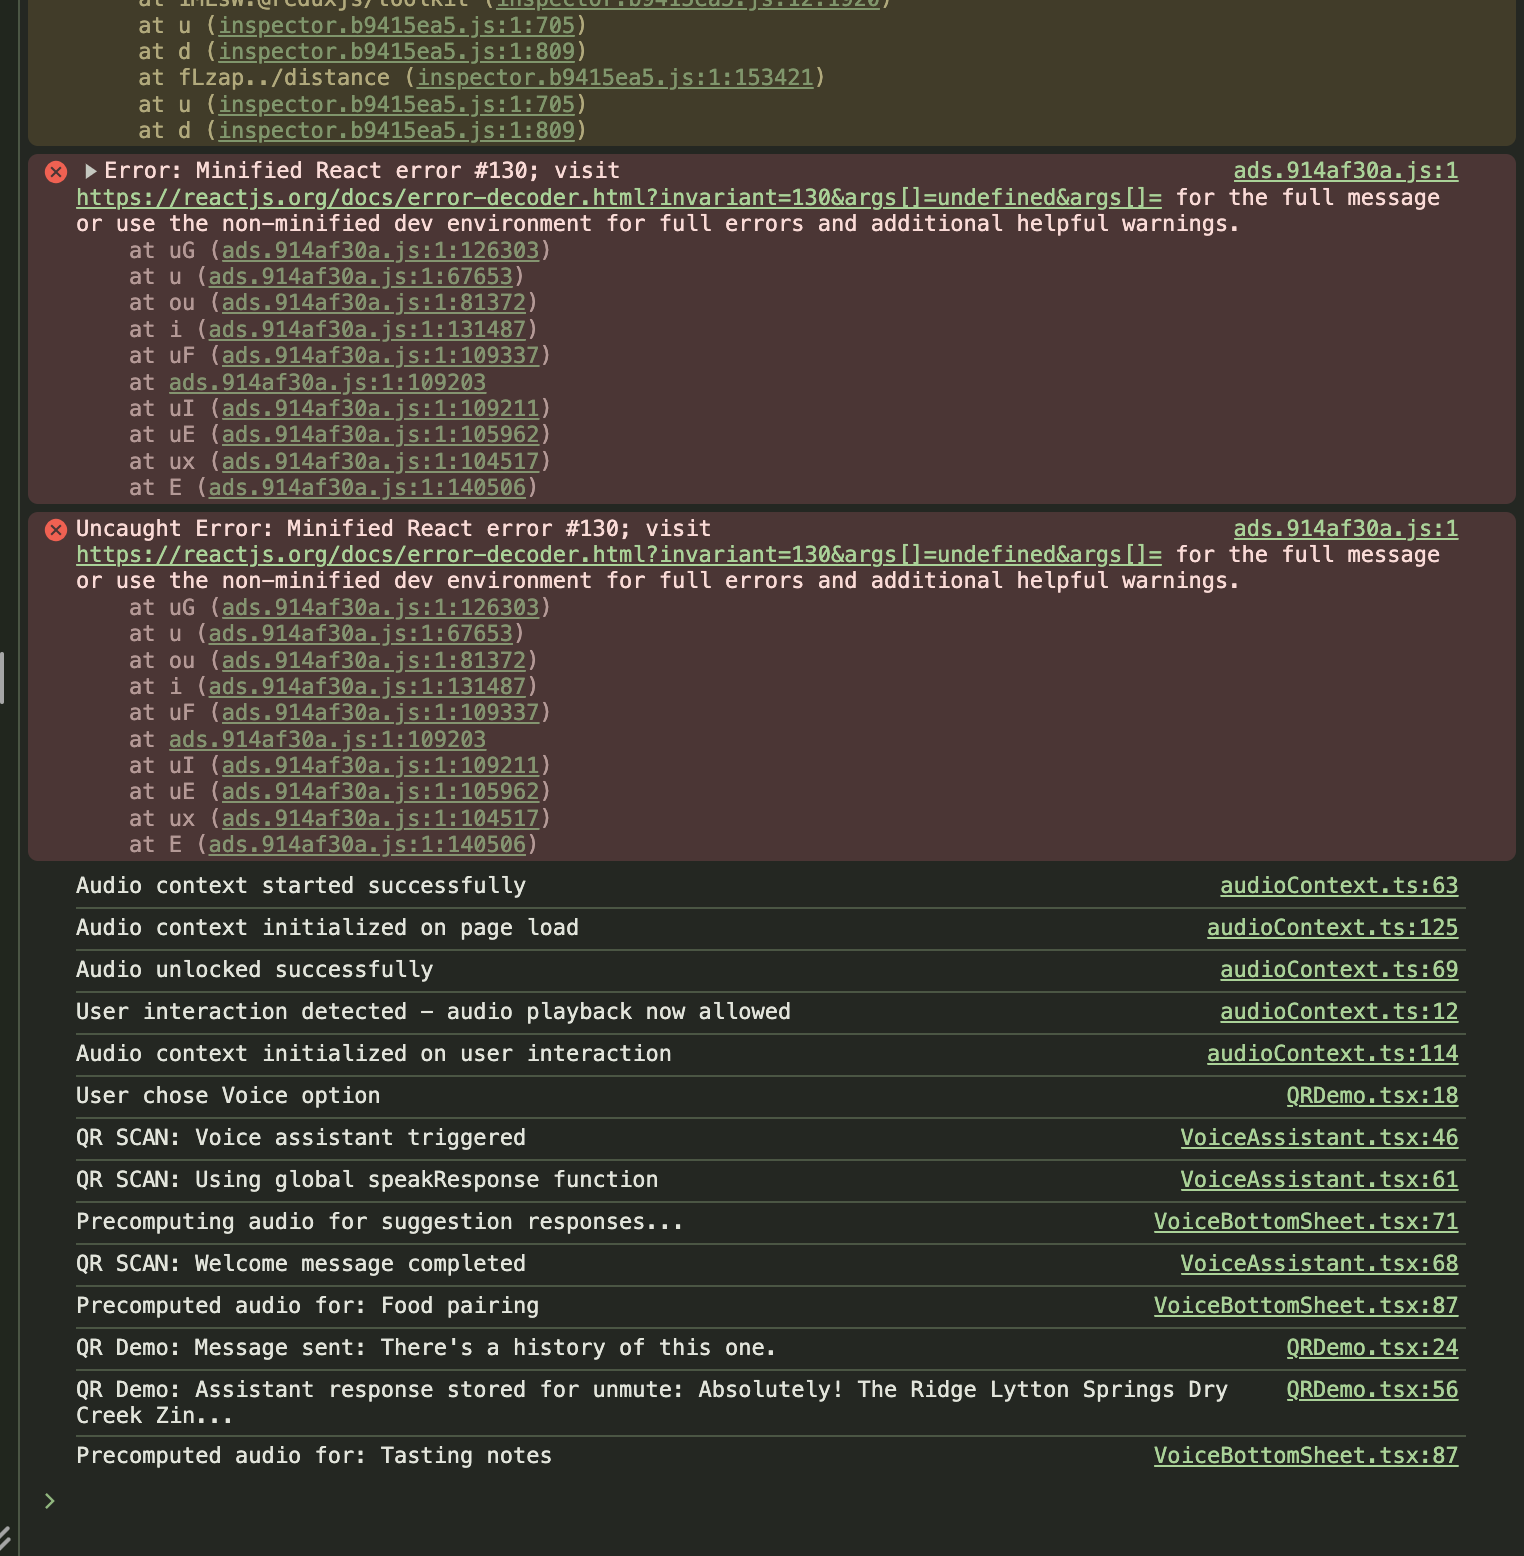 at iMLsW.@reduxjs/toolkit (inspector.b9415ea5.js:12:1920)
at u (inspector.b9415ea5.js:1:705)
at d (inspector.b9415ea5.js:1:809)
at fLzap../distance (inspector.b9415ea5.js:1:153421)
at u (inspector.b9415ea5.js:1:705)
at d (inspector.b9415ea5.js:1:809)
Error: Minified React error #130; visit ads.914af30a.js:1
https://reactjs.org/docs/error-decoder.html?invariant=130&args[]=undefined&args[]= for the full message
or use the non-minified dev environment for full errors and additional helpful warnings.
at uG (ads.914af30a.js:1:126303)
at u (ads.914af30a.js:1:67653)
at ou (ads.914af30a.js:1:81372)
at i (ads.914af30a.js:1:131487)
at uF (ads.914af30a.js:1:109337)
at ads.914af30a.js:1:109203
at uI (ads.914af30a.js:1:109211)
at uE (ads.914af30a.js:1:105962)
at ux (ads.914af30a.js:1:104517)
at E (ads.914af30a.js:1:140506)
Uncaught Error: Minified React error #130; visit ads.914af30a.js:1
https://reactjs.org/docs/error-decoder.html?invariant=130&args[]=undefined&args[]= for the full message
or use the non-minified dev environment for full errors and additional helpful warnings.
at uG (ads.914af30a.js:1:126303)
at u (ads.914af30a.js:1:67653)
at ou (ads.914af30a.js:1:81372)
at i (ads.914af30a.js:1:131487)
at uF (ads.914af30a.js:1:109337)
at ads.914af30a.js:1:109203
at uI (ads.914af30a.js:1:109211)
at uE (ads.914af30a.js:1:105962)
at ux (ads.914af30a.js:1:104517)
at E (ads.914af30a.js:1:140506)
Audio context started successfully audioContext.ts:63
Audio context initialized on page load audioContext.ts:125
Audio unlocked successfully audioContext.ts:69
User interaction detected – audio playback now allowed audioContext.ts:12
Audio context initialized on user interaction audioContext.ts:114
User chose Voice option QRDemo.tsx:18
QR SCAN: Voice assistant triggered VoiceAssistant.tsx:46
QR SCAN: Using global speakResponse function VoiceAssistant.tsx:61
Precomputing audio for suggestion responses... VoiceBottomSheet.tsx:71
QR SCAN: Welcome message completed VoiceAssistant.tsx:68
Precomputed audio for: Food pairing VoiceBottomSheet.tsx:87
QR Demo: Message sent: There's a history of this one. QRDemo.tsx:24
QR Demo: Assistant response stored for unmute: Absolutely! The Ridge Lytton Springs Dry QRDemo.tsx:56
Creek Zin...
Precomputed audio for: Tasting notes VoiceBottomSheet.tsx:87